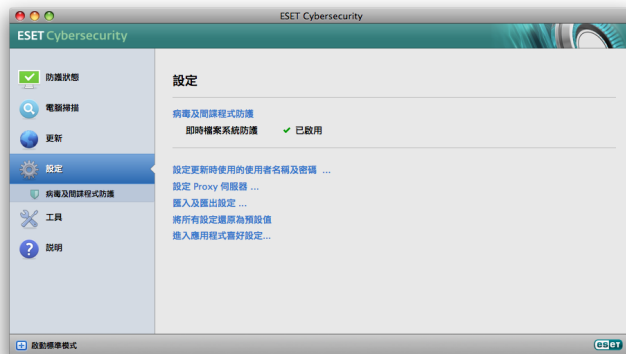 ESET Cybersecurity
ESET Cybersecurity
防護狀態
電腦掃描
更新
設定
病毒及間諜程式防護
工具
說明
設定
病毒及間諜程式防護
即時檔案系統防護 ✔ 已啟用
設定更新時使用的使用者名稱及密碼 ...
設定 Proxy 伺服器 ...
匯入及匯出設定 ...
將所有設定還原為預設值
進入應用程式喜好設定...
啟動標準模式
eset